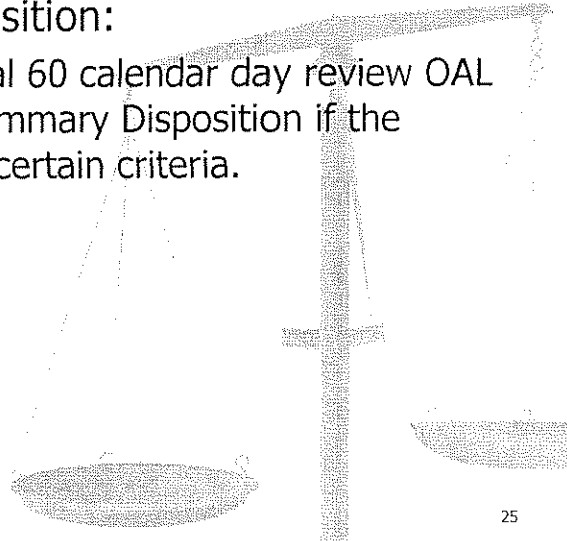 sition:
al 60 calendar day review OAL
mmary Disposition if the
certain criteria.
25